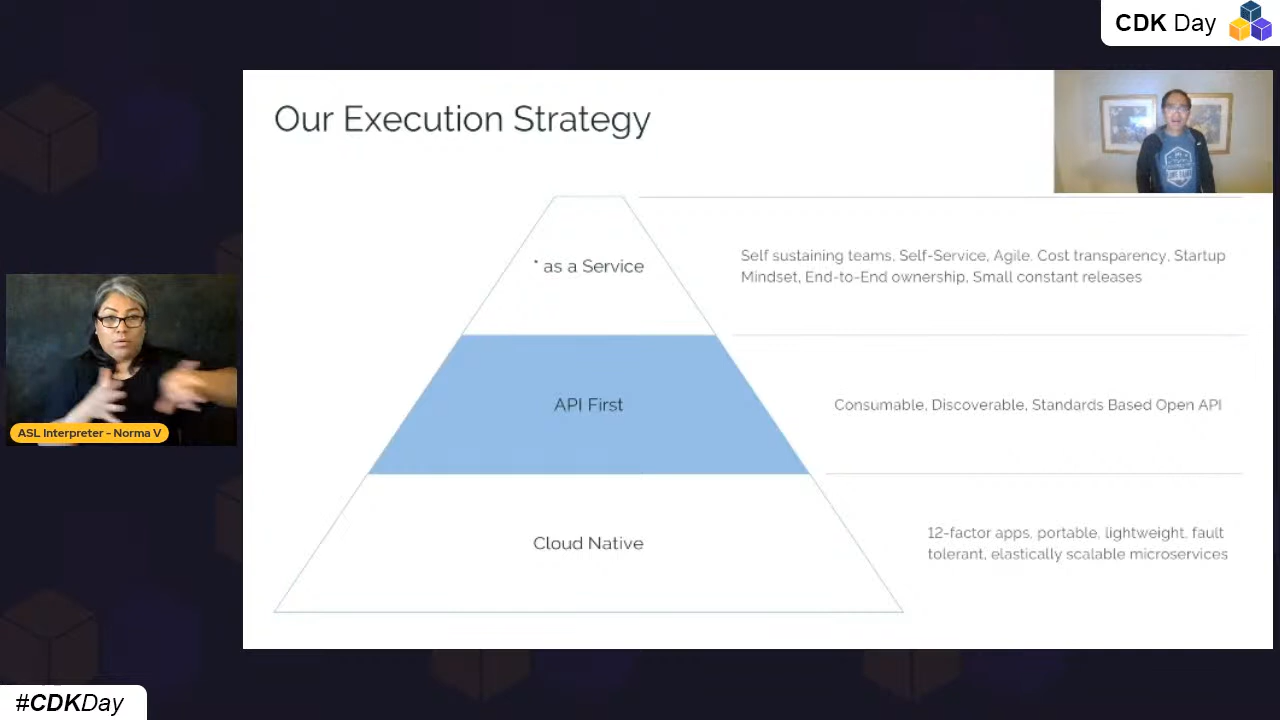 CDK Day
Our Execution Strategy
* as a Service
Self sustaining teams, Self-Service, Agile. Cost transparency, Startup
Mindset, End-to-End ownership, Small constant releases
API First
Consumable, Discoverable, Standards Based Open API
Cloud Native
12-factor apps, portable, lightweight, fault
tolerant, elastically scalable microservices
ASL Interpreter - Norma V
#CDKDay